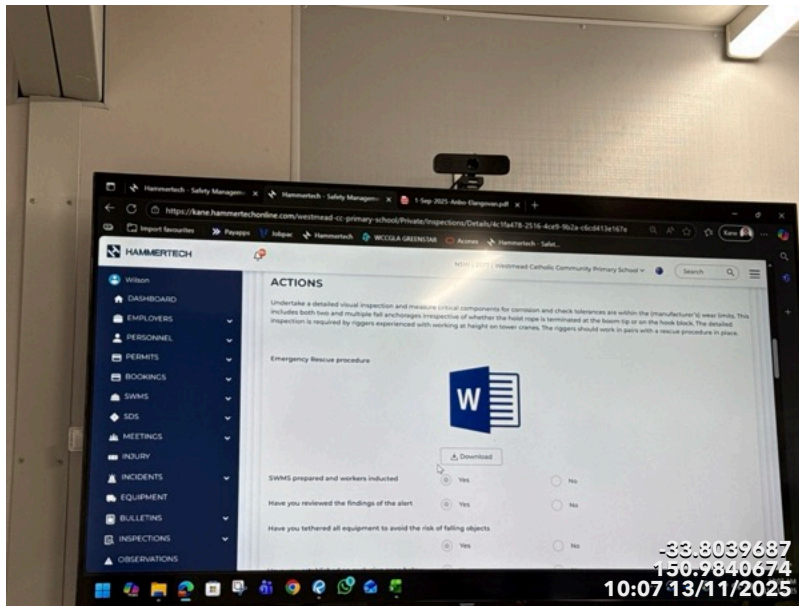 Hammertech - Safety Managem
Hammertech - Safety Managem
1-Sep-2025-Anbu-Elangovan.pdf
https://kane.hammertechonline.com/westmead-cc-primary-school/Private/Inspections/Details/
Import favourites
Payapps
Jobpac
Hammertech
WCCGLA GREENSTAR
Aconex
Hammertech - Safet...
Kane
HAMMERTECH
Westmead Catholic Community Primary School
Search
Wilson
DASHBOARD
EMPLOYERS
PERSONNEL
PERMITS
BOOKINGS
SWMS
SDS
MEETINGS
INJURY
INCIDENTS
EQUIPMENT
BULLETINS
INSPECTIONS
OBSERVATIONS
ACTIONS
Undertake a detailed visual inspection and measure critical components for corrosion and check tolerances are within the (manufacturer's) wear limits. This
includes both two and multiple fall anchorages irrespective of whether the hoist rope is terminated at the boom tip or on the hook block. The detailed
inspection is required by riggers experienced with working at height on tower cranes. The riggers should work in pairs with a rescue procedure in place.
Emergency Rescue procedure
W
Download
SWMS prepared and workers inducted
Yes
No
Have you reviewed the findings of the alert
Yes
No
Have you tethered all equipment to avoid the risk of falling objects
Yes
No
-33.8039687
150.9840674
10:07 13/11/2025